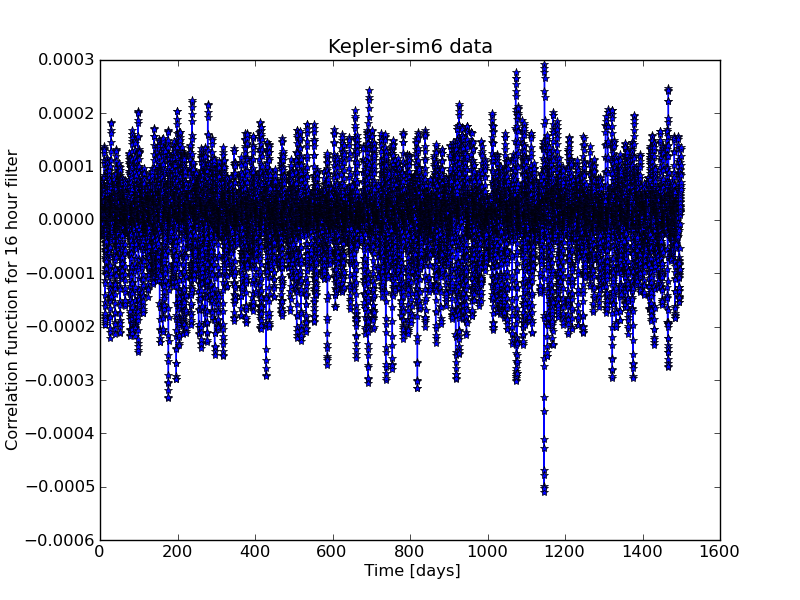 Kepler-sim6 data
0.0003
0.0002
0.0001
0.0000
−0.0001
−0.0002
−0.0003
−0.0004
−0.0005
−0.0006
Correlation function for 16 hour filter
0 200 400 600 800 1000 1200 1400 1600
Time [days]